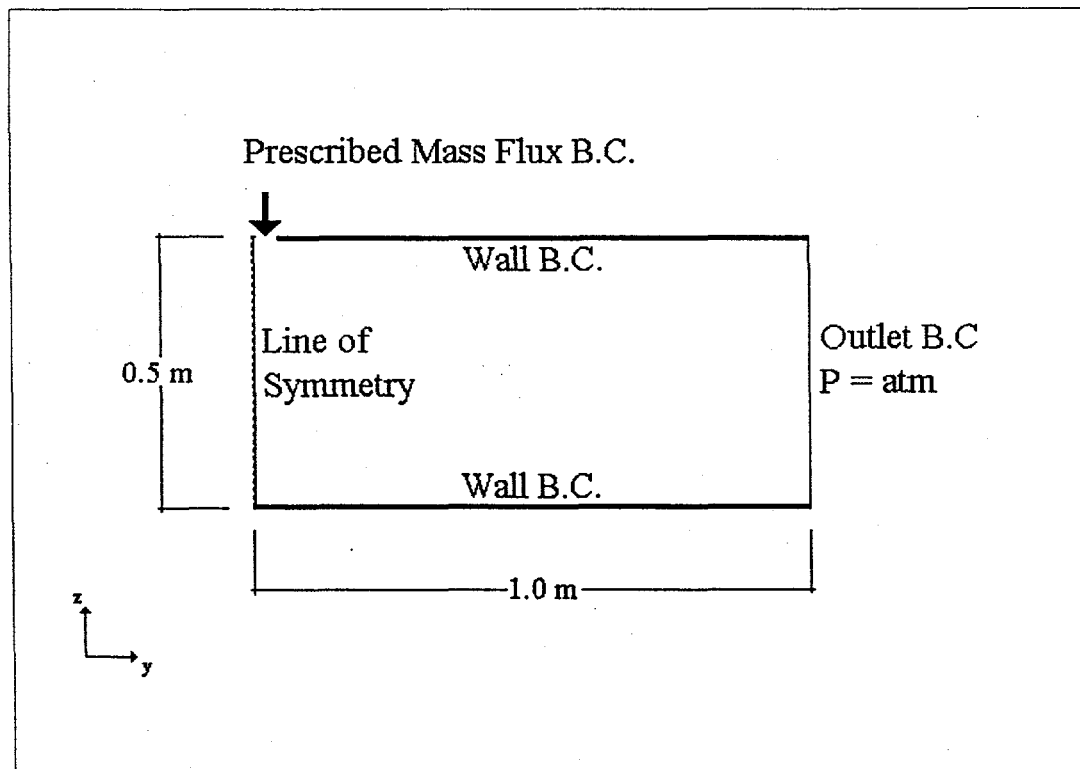 Prescribed Mass Flux B.C.
Wall B.C.
Line of
Symmetry
0.5 m
Outlet B.C
P = atm
Wall B.C.
1.0 m
z
y